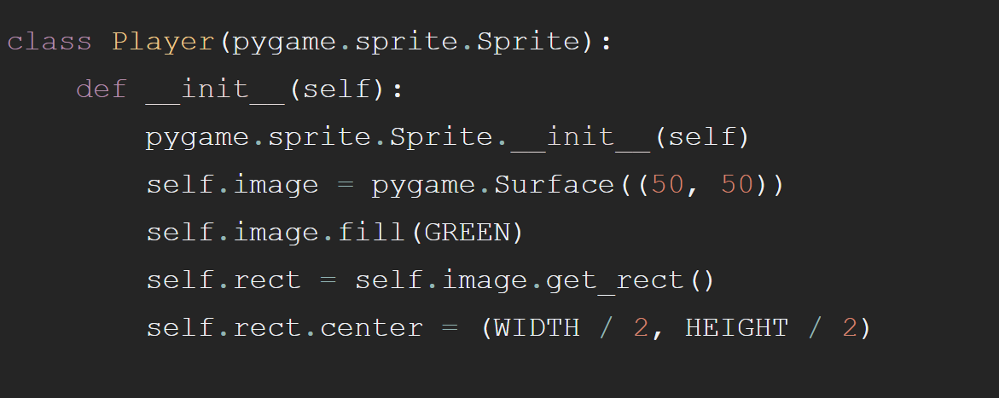 class Player(pygame.sprite.Sprite):
    def __init__(self):
        pygame.sprite.Sprite.__init__(self)
        self.image = pygame.Surface((50, 50))
        self.image.fill(GREEN)
        self.rect = self.image.get_rect()
        self.rect.center = (WIDTH / 2, HEIGHT / 2)